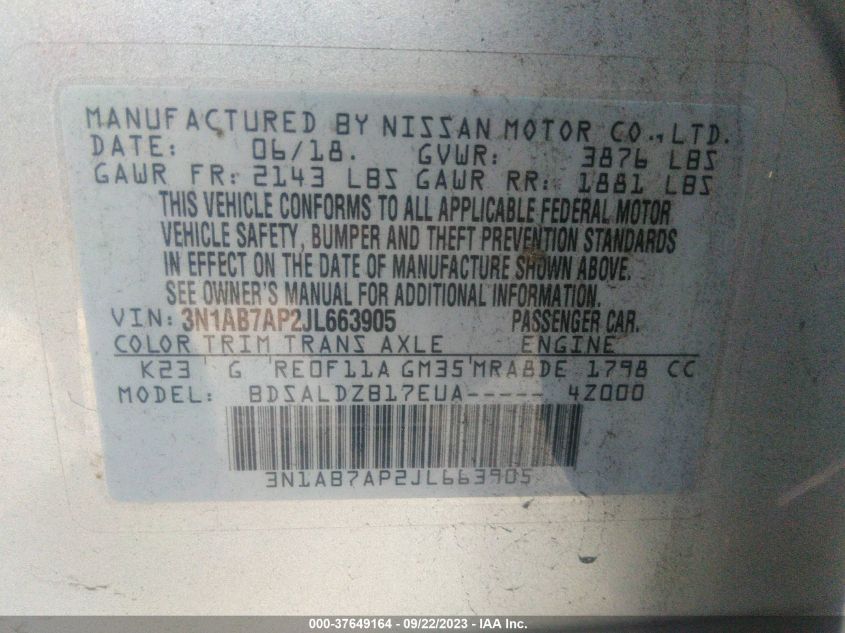 MANUFACTURED BY NISSAN MOTOR CO., LTD.
DATE: 06/18. GVWR: 3876 LBS
GAWR FR: 2143 LBS GAWR RR: 1881 LBS
THIS VEHICLE CONFORMS TO ALL APPLICABLE FEDERAL MOTOR
VEHICLE SAFETY, BUMPER AND THEFT PREVENTION STANDARDS
IN EFFECT ON THE DATE OF MANUFACTURE SHOWN ABOVE.
SEE OWNER'S MANUAL FOR ADDITIONAL INFORMATION.
VIN: 3N1AB7AP2JL663905 PASSENGER CAR.
COLOR TRIM TRANS AXLE ENGINE
K23 G RE0F11A GM35 MRA8DE 1798 CC
MODEL: BDSALDZB17EUA----- 4Z000
3N1AB7AP2JL663905
000-37649164 - 09/22/2023 - IAA Inc.